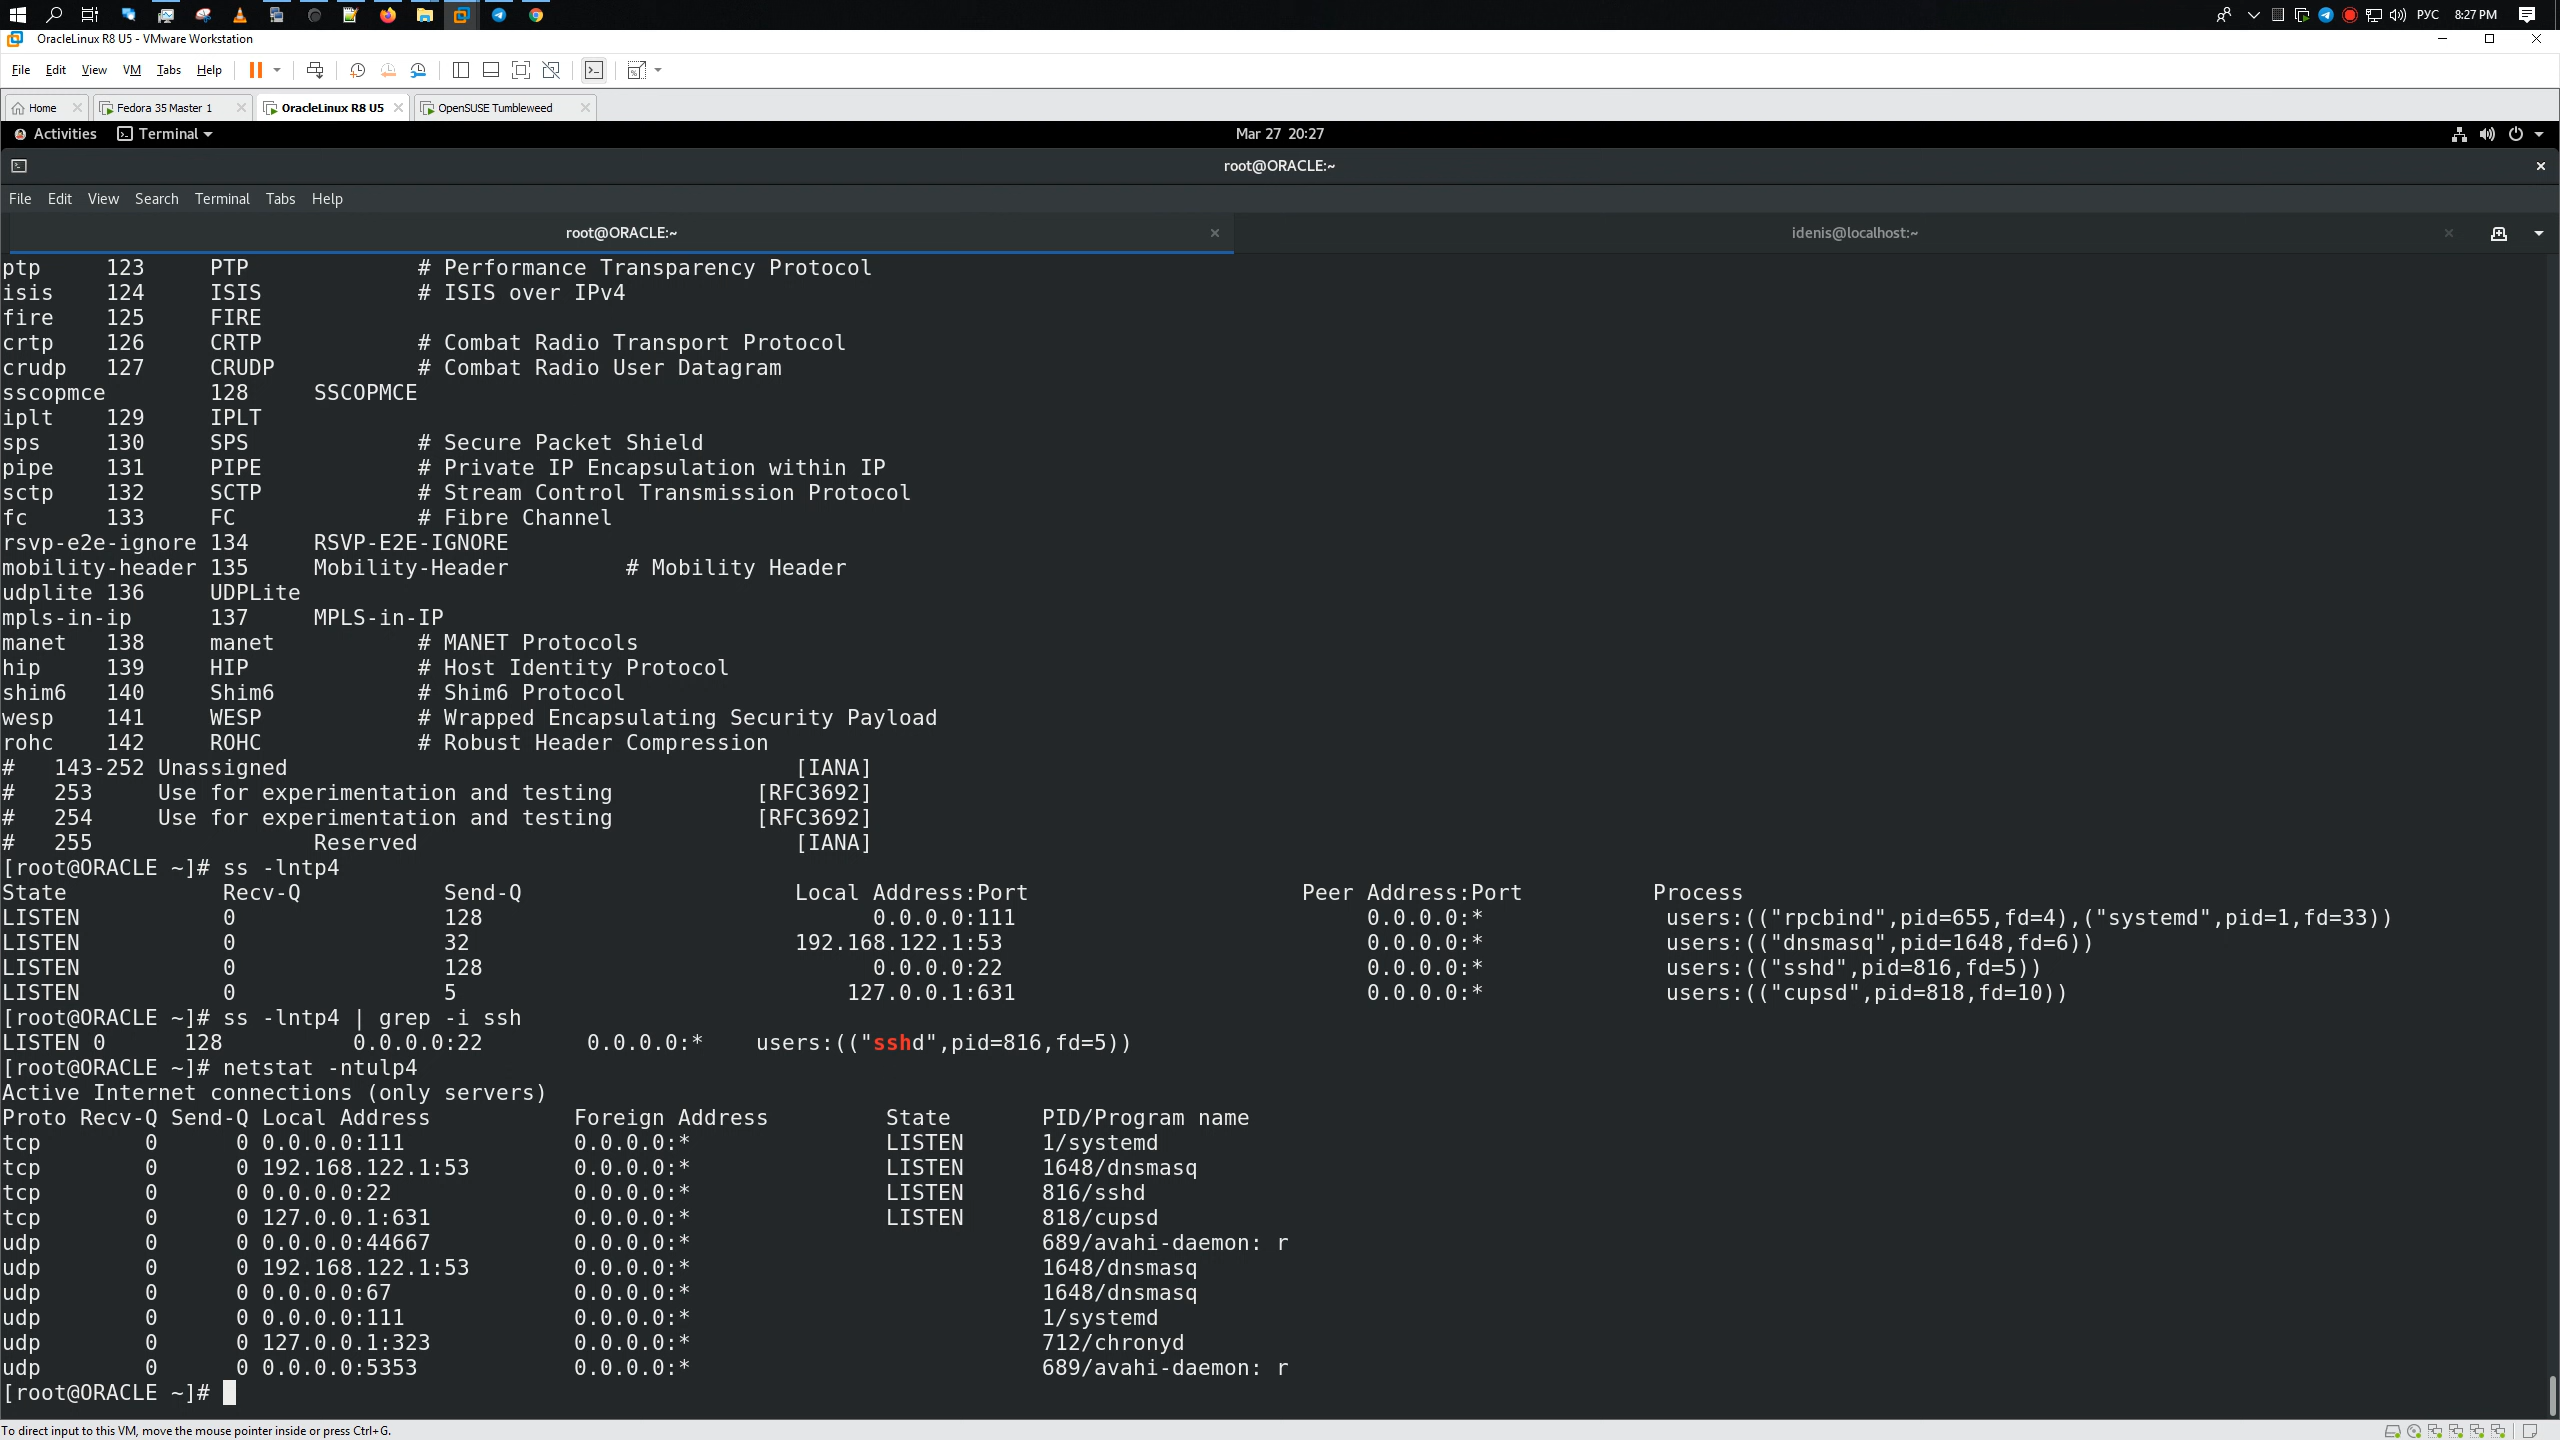 РУС
8:27 PM
OracleLinux R8 U5 - VMware Workstation
File Edit View VM Tabs Help
Home Fedora 35 Master 1 OracleLinux R8 U5 OpenSUSE Tumbleweed
Activities Terminal Mar 27 20:27
root@ORACLE:~
File Edit View Search Terminal Tabs Help
root@ORACLE:~ idenis@localhost:~
ptp 123 PTP # Performance Transparency Protocol
isis 124 ISIS # ISIS over IPv4
fire 125 FIRE
crtp 126 CRTP # Combat Radio Transport Protocol
crudp 127 CRUDP # Combat Radio User Datagram
sscopmce 128 SSCOPMCE
iplt 129 IPLT
sps 130 SPS # Secure Packet Shield
pipe 131 PIPE # Private IP Encapsulation within IP
sctp 132 SCTP # Stream Control Transmission Protocol
fc 133 FC # Fibre Channel
rsvp-e2e-ignore 134 RSVP-E2E-IGNORE
mobility-header 135 Mobility-Header # Mobility Header
udplite 136 UDPLite
mpls-in-ip 137 MPLS-in-IP
manet 138 manet # MANET Protocols
hip 139 HIP # Host Identity Protocol
shim6 140 Shim6 # Shim6 Protocol
wesp 141 WESP # Wrapped Encapsulating Security Payload
rohc 142 ROHC # Robust Header Compression
# 143-252 Unassigned [IANA]
# 253 Use for experimentation and testing [RFC3692]
# 254 Use for experimentation and testing [RFC3692]
# 255 Reserved [IANA]
[root@ORACLE ~]# ss -lntp4
State Recv-Q Send-Q Local Address:Port Peer Address:Port Process
LISTEN 0 128 0.0.0.0:111 0.0.0.0:* users:(("rpcbind",pid=655,fd=4),("systemd",pid=1,fd=33))
LISTEN 0 32 192.168.122.1:53 0.0.0.0:* users:(("dnsmasq",pid=1648,fd=6))
LISTEN 0 128 0.0.0.0:22 0.0.0.0:* users:(("sshd",pid=816,fd=5))
LISTEN 0 5 127.0.0.1:631 0.0.0.0:* users:(("cupsd",pid=818,fd=10))
[root@ORACLE ~]# ss -lntp4 | grep -i ssh
LISTEN 0 128 0.0.0.0:22 0.0.0.0:* users:(("sshd",pid=816,fd=5))
[root@ORACLE ~]# netstat -ntulp4
Active Internet connections (only servers)
Proto Recv-Q Send-Q Local Address Foreign Address State PID/Program name
tcp 0 0 0.0.0.0:111 0.0.0.0:* LISTEN 1/systemd
tcp 0 0 192.168.122.1:53 0.0.0.0:* LISTEN 1648/dnsmasq
tcp 0 0 0.0.0.0:22 0.0.0.0:* LISTEN 816/sshd
tcp 0 0 127.0.0.1:631 0.0.0.0:* LISTEN 818/cupsd
udp 0 0 0.0.0.0:44667 0.0.0.0:* 689/avahi-daemon: r
udp 0 0 192.168.122.1:53 0.0.0.0:* 1648/dnsmasq
udp 0 0 0.0.0.0:67 0.0.0.0:* 1648/dnsmasq
udp 0 0 0.0.0.0:111 0.0.0.0:* 1/systemd
udp 0 0 127.0.0.1:323 0.0.0.0:* 712/chronyd
udp 0 0 0.0.0.0:5353 0.0.0.0:* 689/avahi-daemon: r
[root@ORACLE ~]#
To direct input to this VM, move the mouse pointer inside or press Ctrl+G.